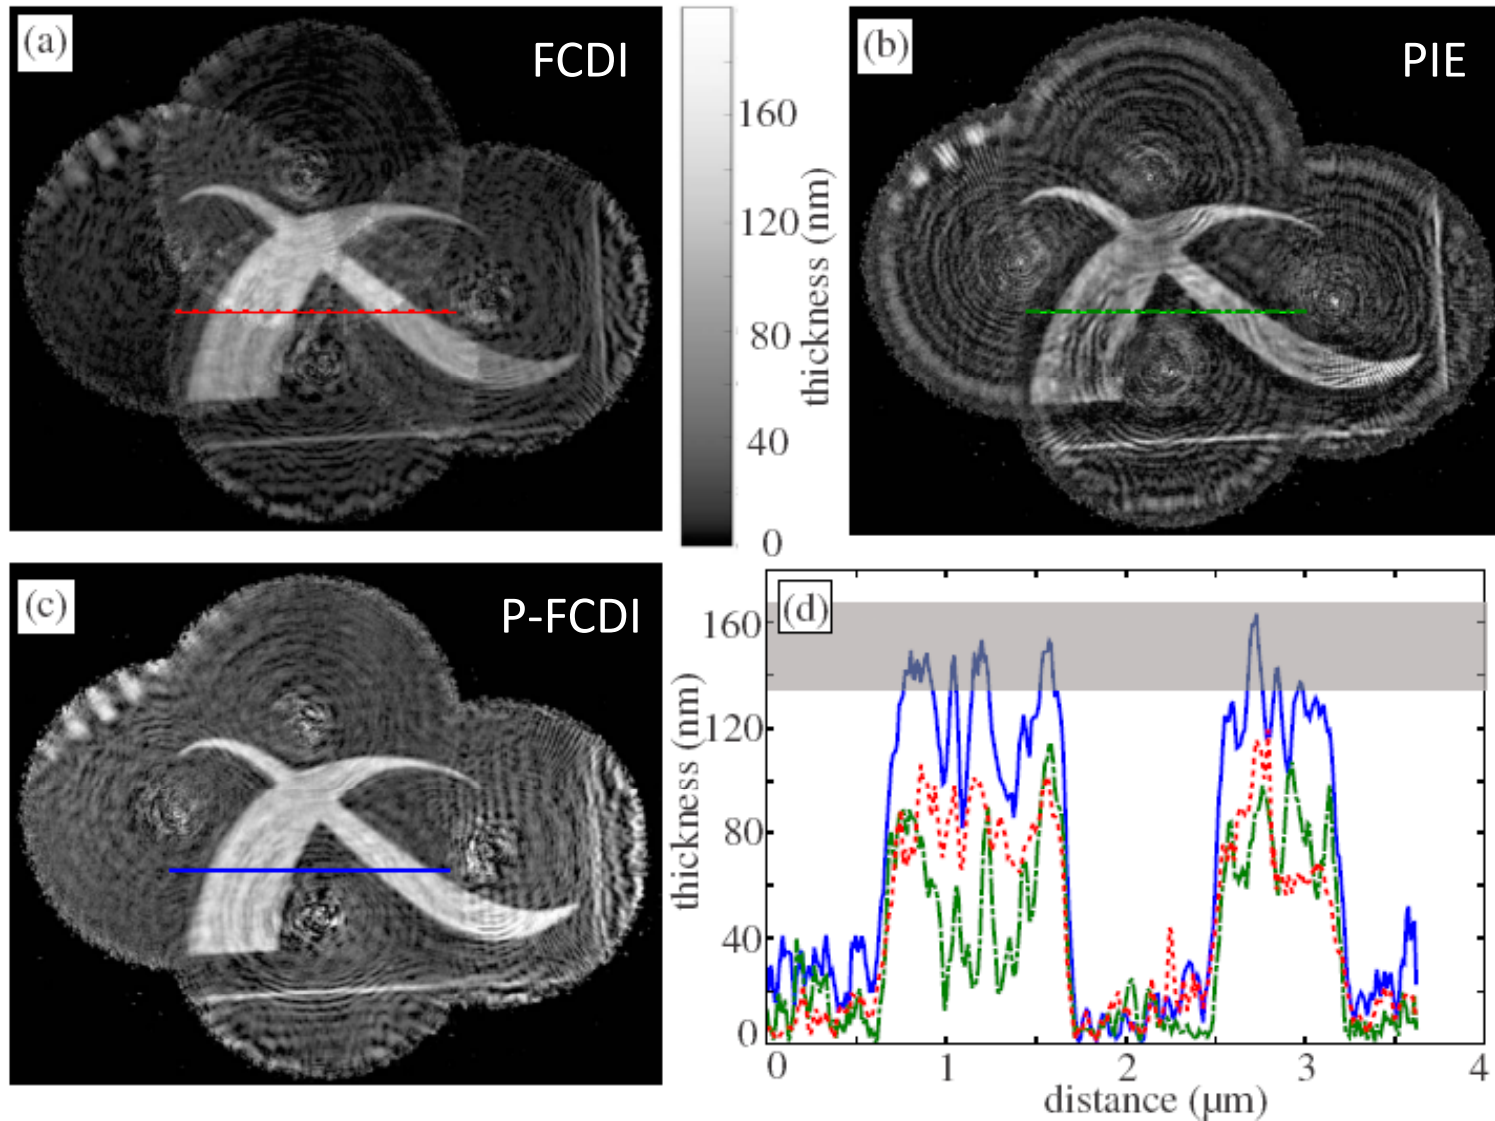 (a)
FCDI
160
120
80
40
0
thickness (nm)
(b)
PIE
(c)
P-FCDI
(d)
160
120
80
40
0
thickness (nm)
0 1 2 3 4
distance (µm)